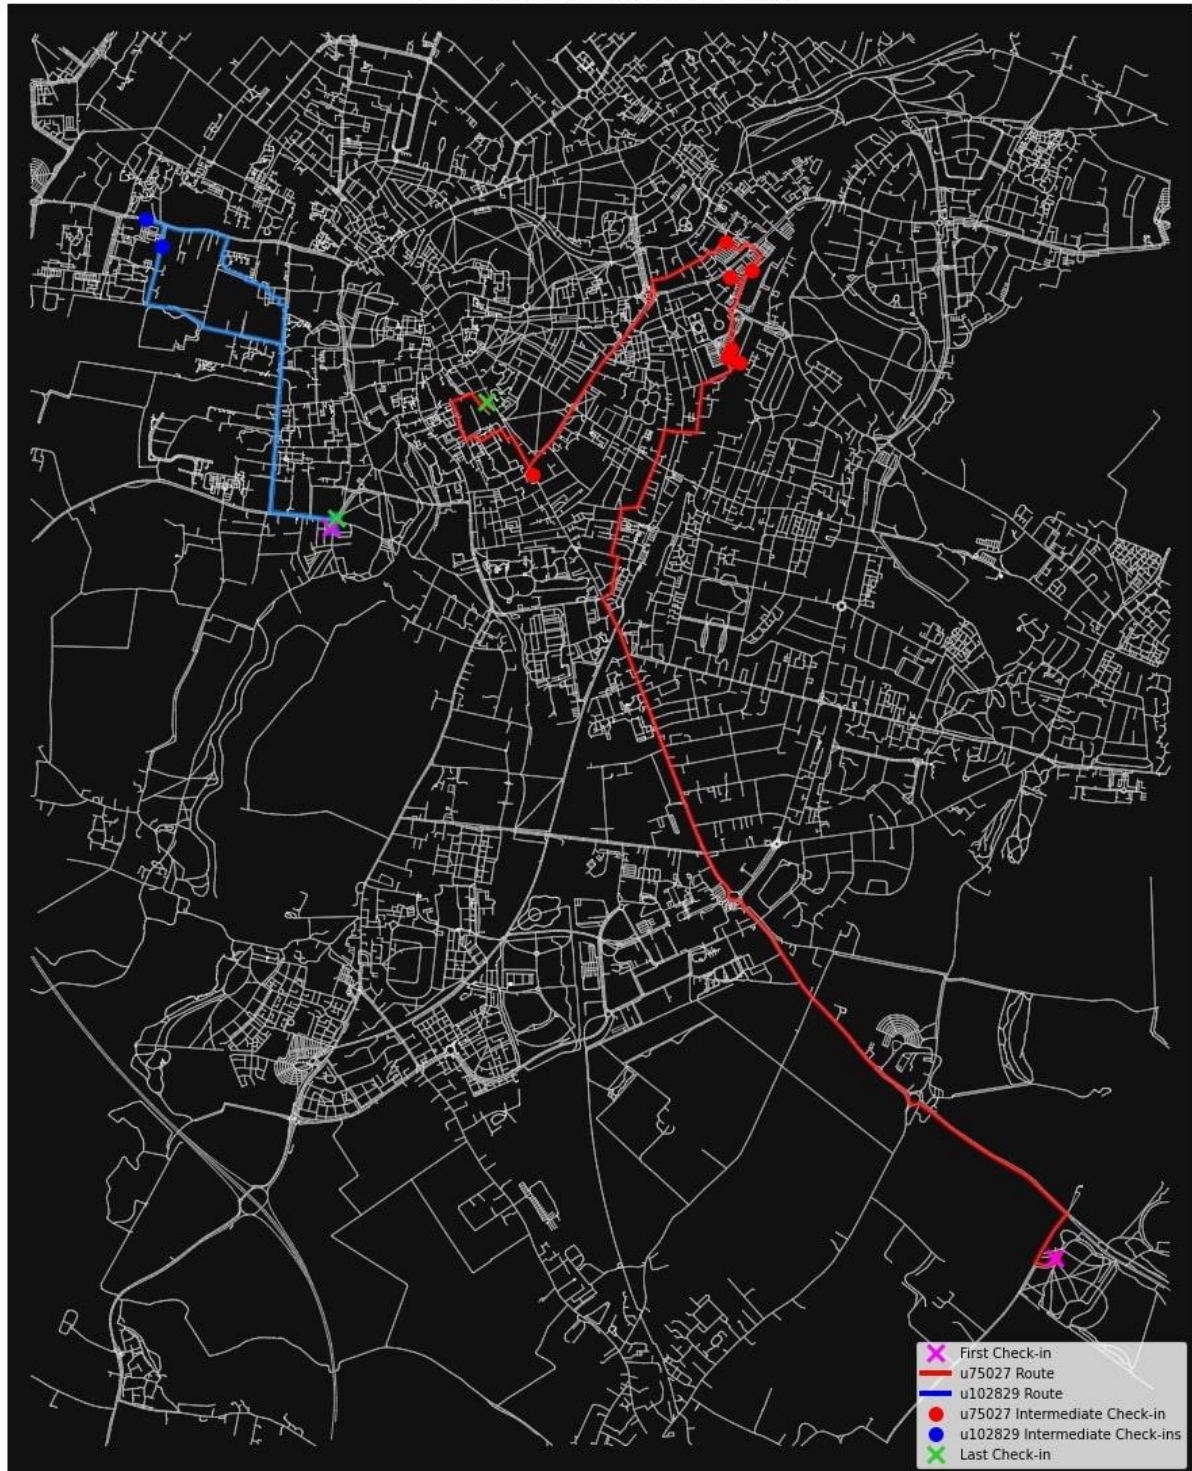 First Check-in
u75027 Route
u102829 Route
u75027 Intermediate Check-in
u102829 Intermediate Check-ins
Last Check-in